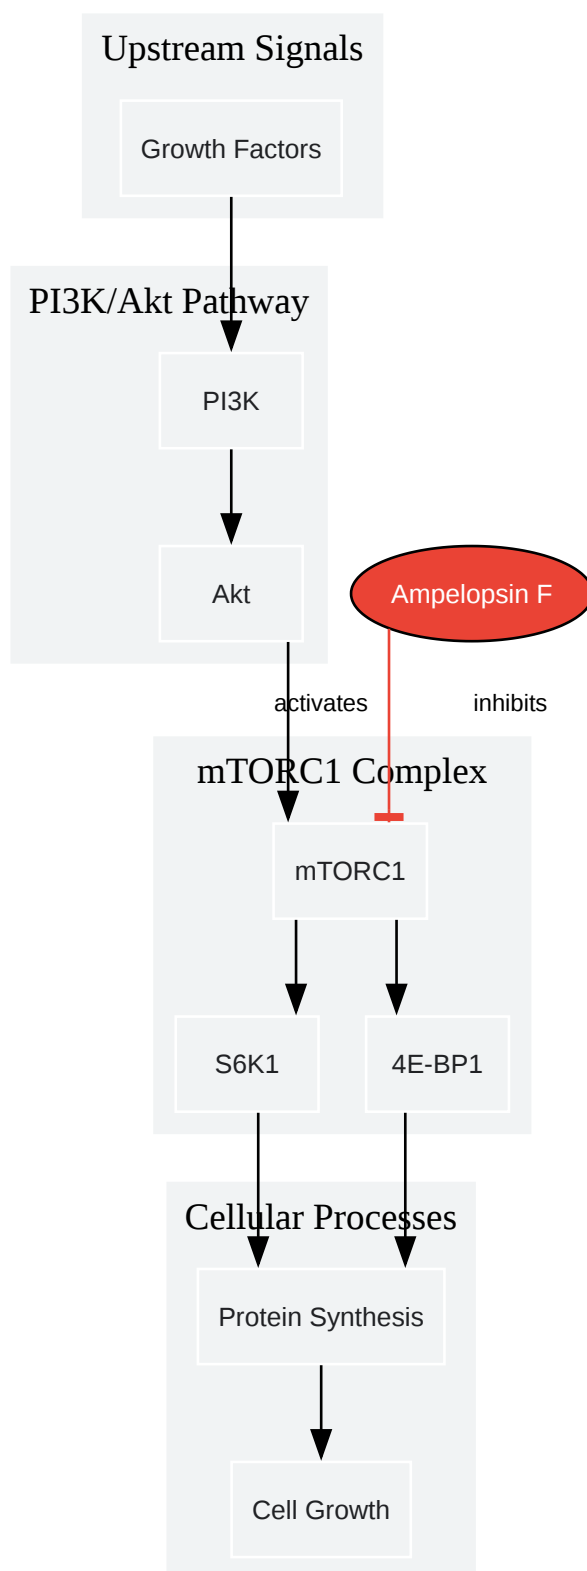 Upstream Signals
Growth Factors
PI3K/Akt Pathway
PI3K
Akt
Ampelopsin F
activates
inhibits
mTORC1 Complex
mTORC1
S6K1
4E-BP1
Cellular Processes
Protein Synthesis
Cell Growth